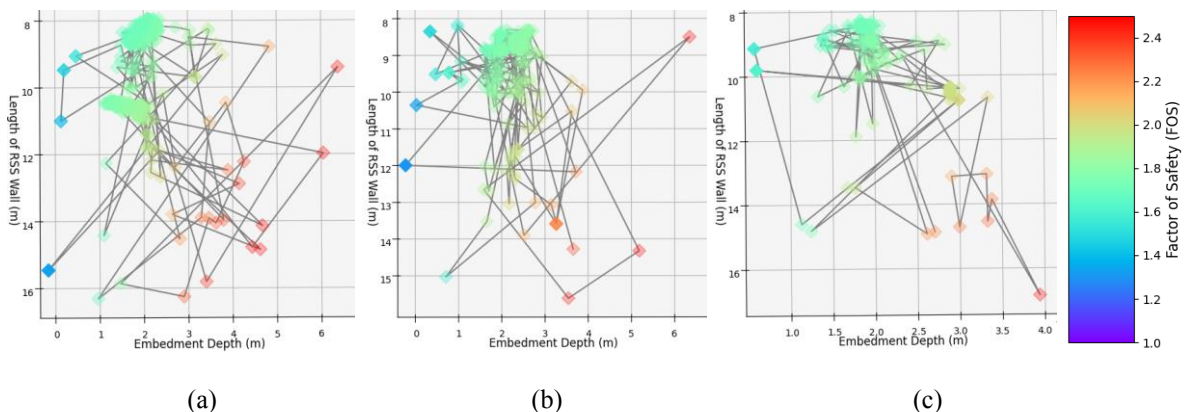 8
10
12
14
16
Length of RSS Wall (m)
0 1 2 3 4 5 6
Embedment Depth (m)
(a)
8
9
10
11
12
13
14
15
Length of RSS Wall (m)
0 1 2 3 4 5 6
Embedment Depth (m)
(b)
8
10
12
14
16
Length of RSS Wall (m)
1.0 1.5 2.0 2.5 3.0 3.5 4.0
Embedment Depth (m)
(c)
2.4
2.2
2.0
1.8
1.6
1.4
1.2
1.0
Factor of Safety (FOS)